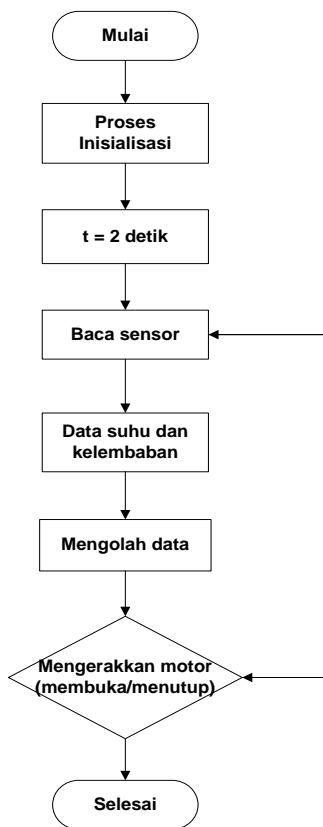 Mulai
Proses
Inisialisasi
t = 2 detik
Baca sensor
Data suhu dan
kelembaban
Mengolah data
Mengerakkan motor
(membuka/menutup)
Selesai